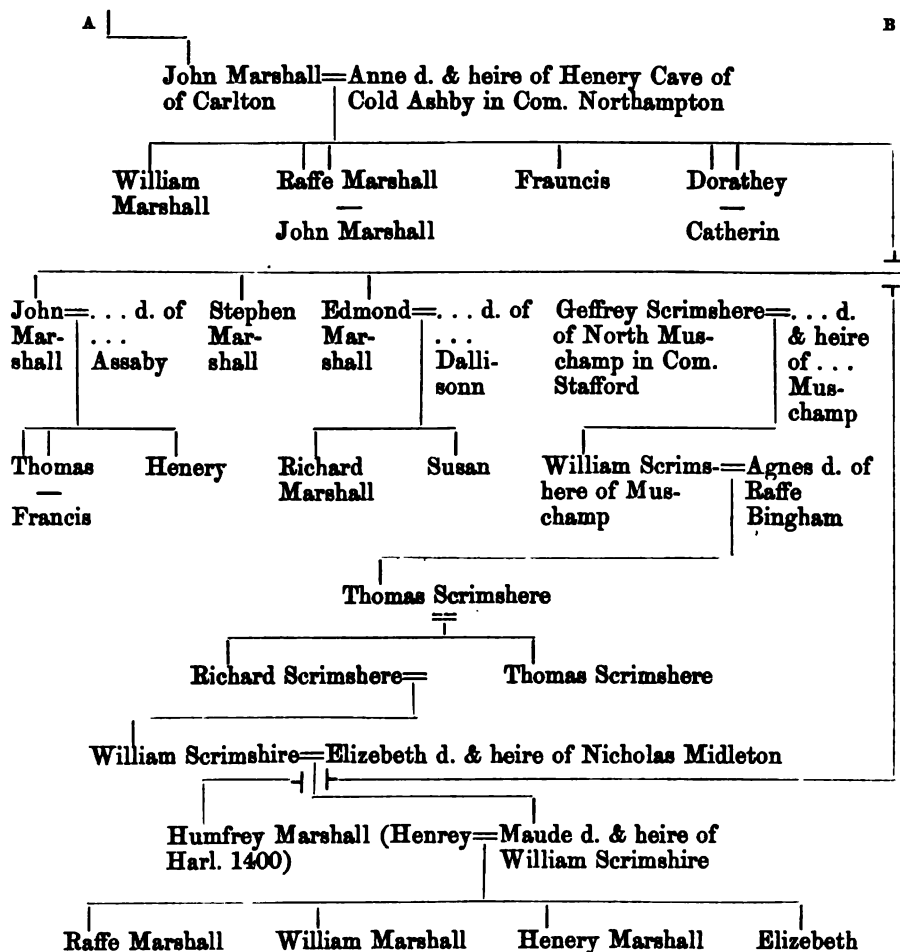 A B
John Marshall=Anne d. & heire of Henery Cave of
of Carlton Cold Ashby in Com. Northampton
William Marshall
Raffe Marshall
—
John Marshall
Frauncis
Dorathey
—
Catherin
John Mar-shall=... d. of ... Assaby
Stephen Mar-shall
Edmond Mar-shall=... d. of ... Dalli-sonn
Geffrey Scrimshere=... d.
of North Mus- & heire
champ in Com. of ...
Stafford Mus-
champ
Thomas
—
Francis
Henery
Richard Marshall
Susan
William Scrims-=Agnes d. of
here of Mus- Raffe
champ Bingham
Thomas Scrimshere
=
Richard Scrimshere= Thomas Scrimshere
William Scrimshire=Elizebeth d. & heire of Nicholas Midleton
Humfrey Marshall (Henrey=Maude d. & heire of
Harl. 1400) William Scrimshire
Raffe Marshall William Marshall Henery Marshall Elizebeth